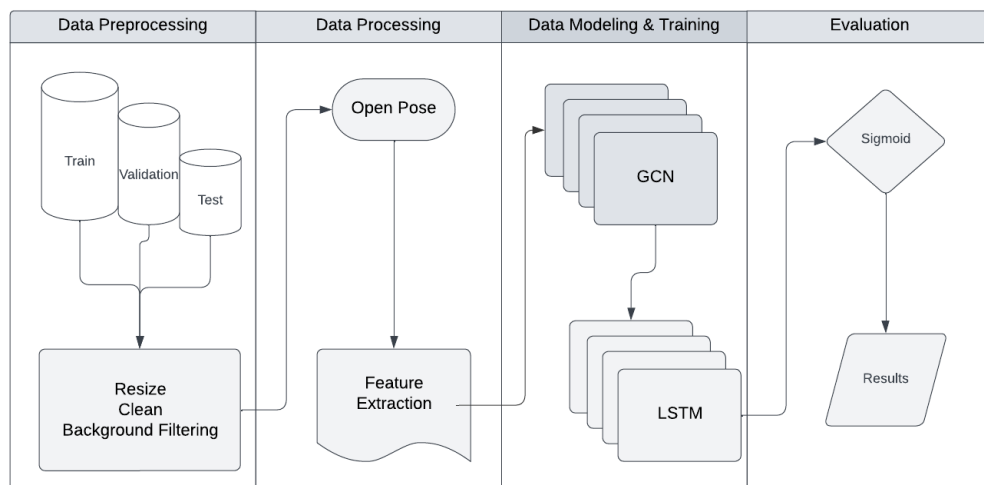 Data Preprocessing
Data Processing
Data Modeling & Training
Evaluation
Train
Validation
Test
Resize
Clean
Background Filtering
Open Pose
Feature
Extraction
GCN
LSTM
Sigmoid
Results